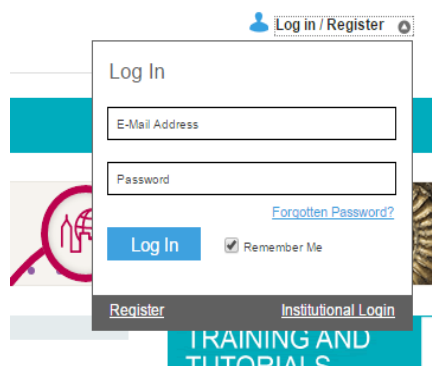 Log in / Register
Log In
E-Mail Address
Password
Forgotten Password?
Log In
Remember Me
Register
Institutional Login
TRAINING AND
TUTORIALS